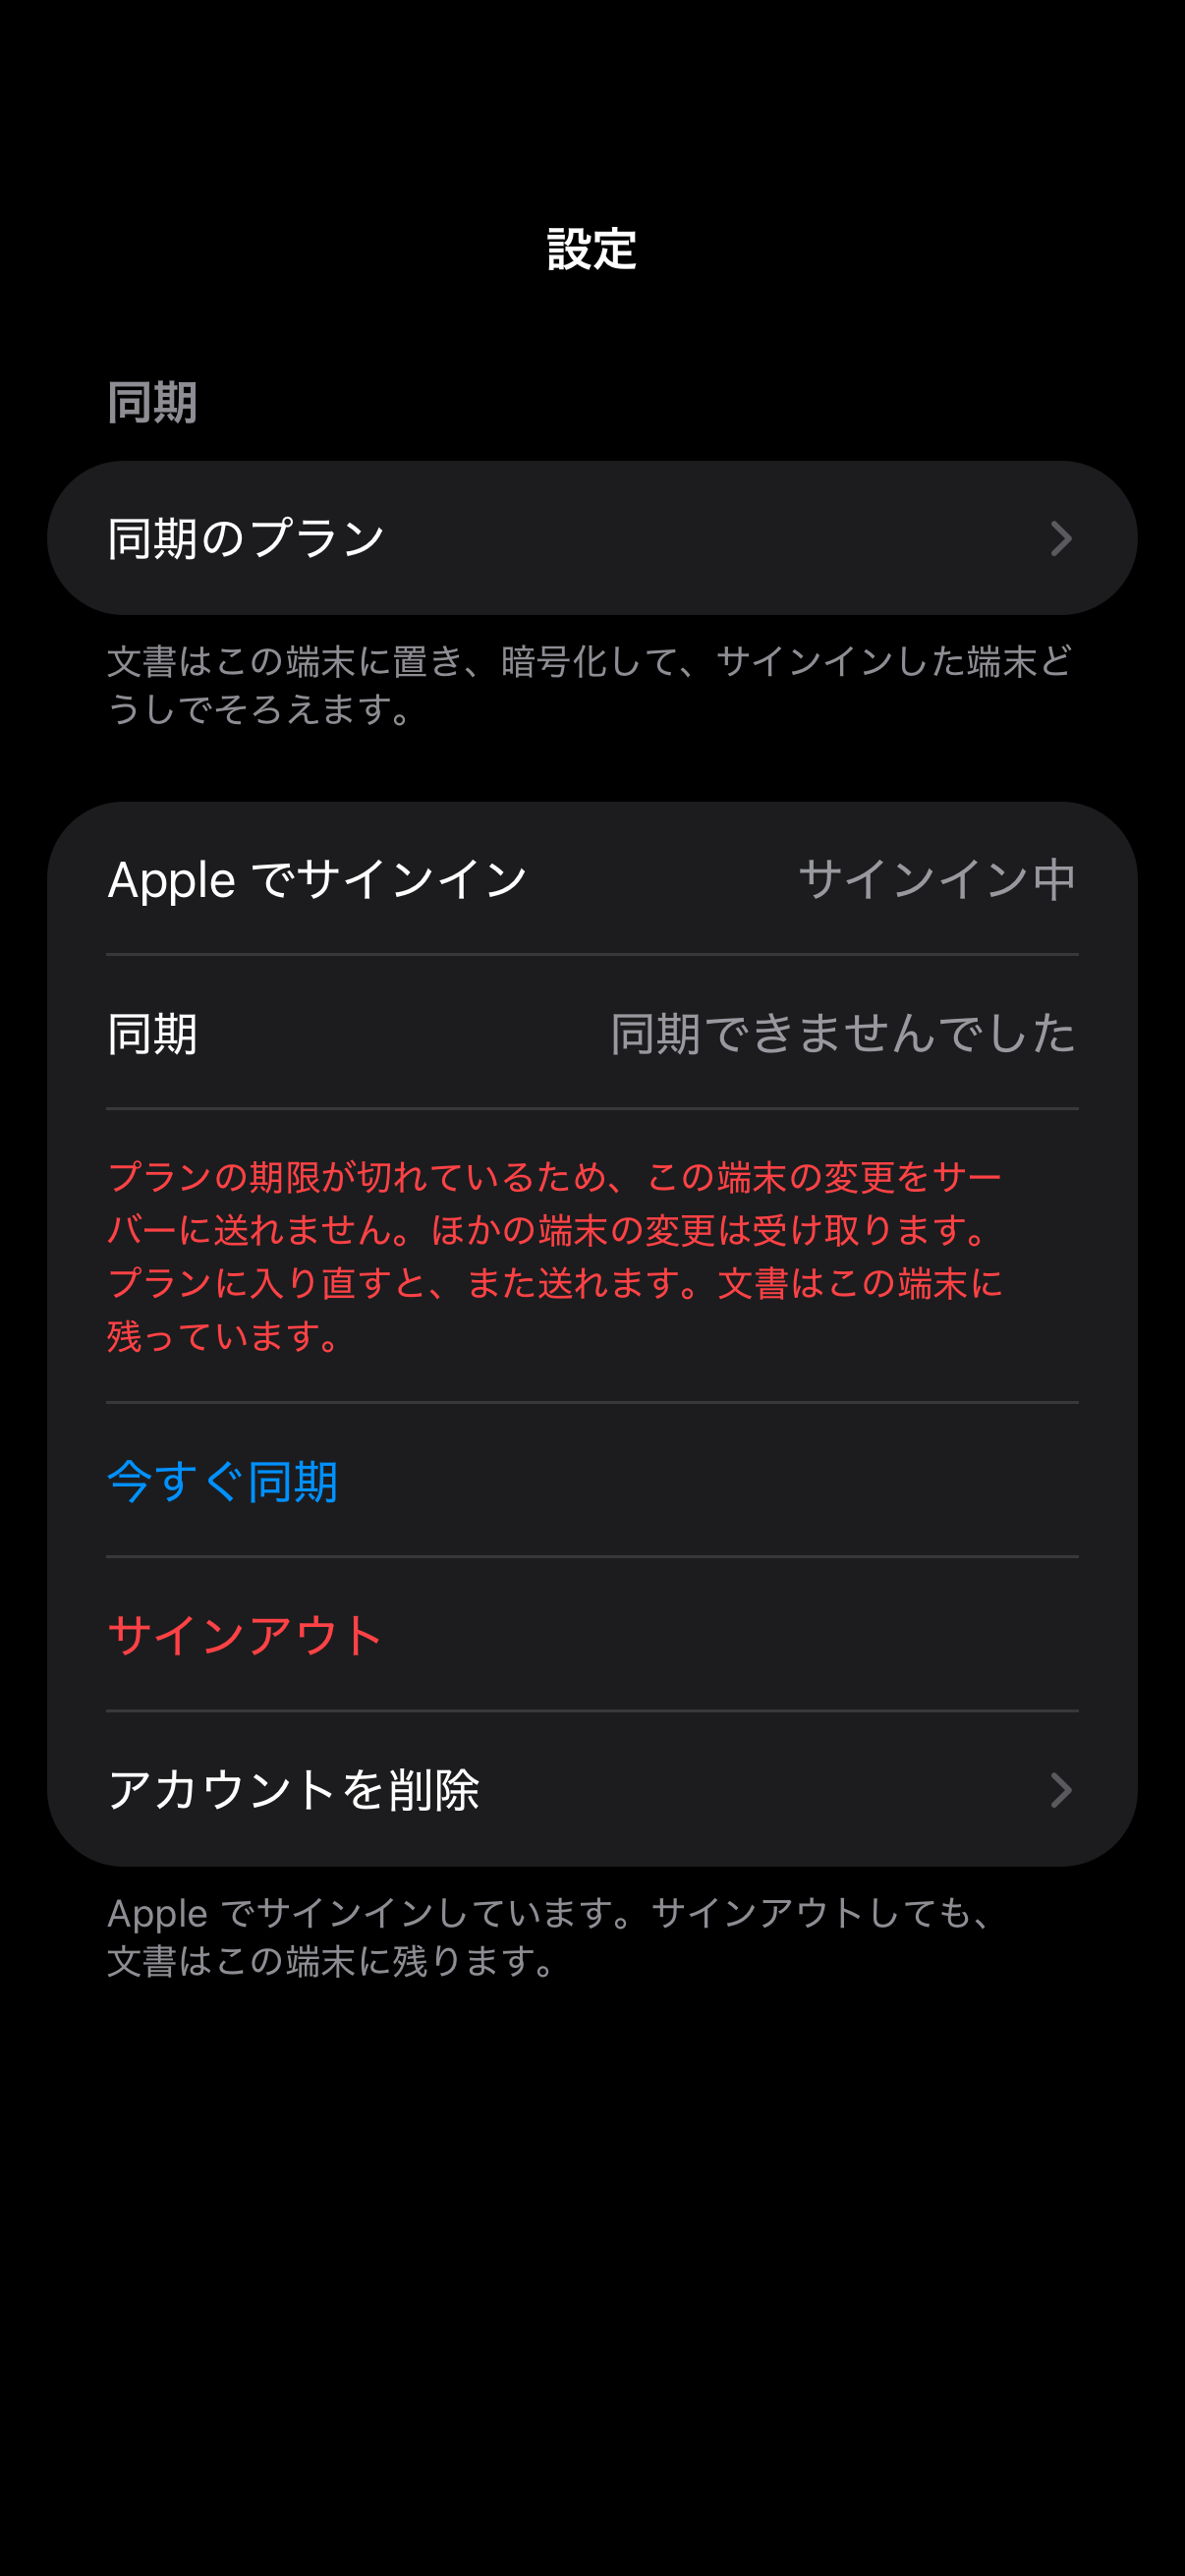 設定
同期
同期のプラン
文書はこの端末に置き、暗号化して、サインインした端末ど
うしでそろえます。
Apple でサインイン サインイン中
同期 同期できませんでした
プランの期限が切れているため、この端末の変更をサー
バーに送れません。ほかの端末の変更は受け取ります。
プランに入り直すと、また送れます。文書はこの端末に
残っています。
今すぐ同期
サインアウト
アカウントを削除
Apple でサインインしています。サインアウトしても、
文書はこの端末に残ります。